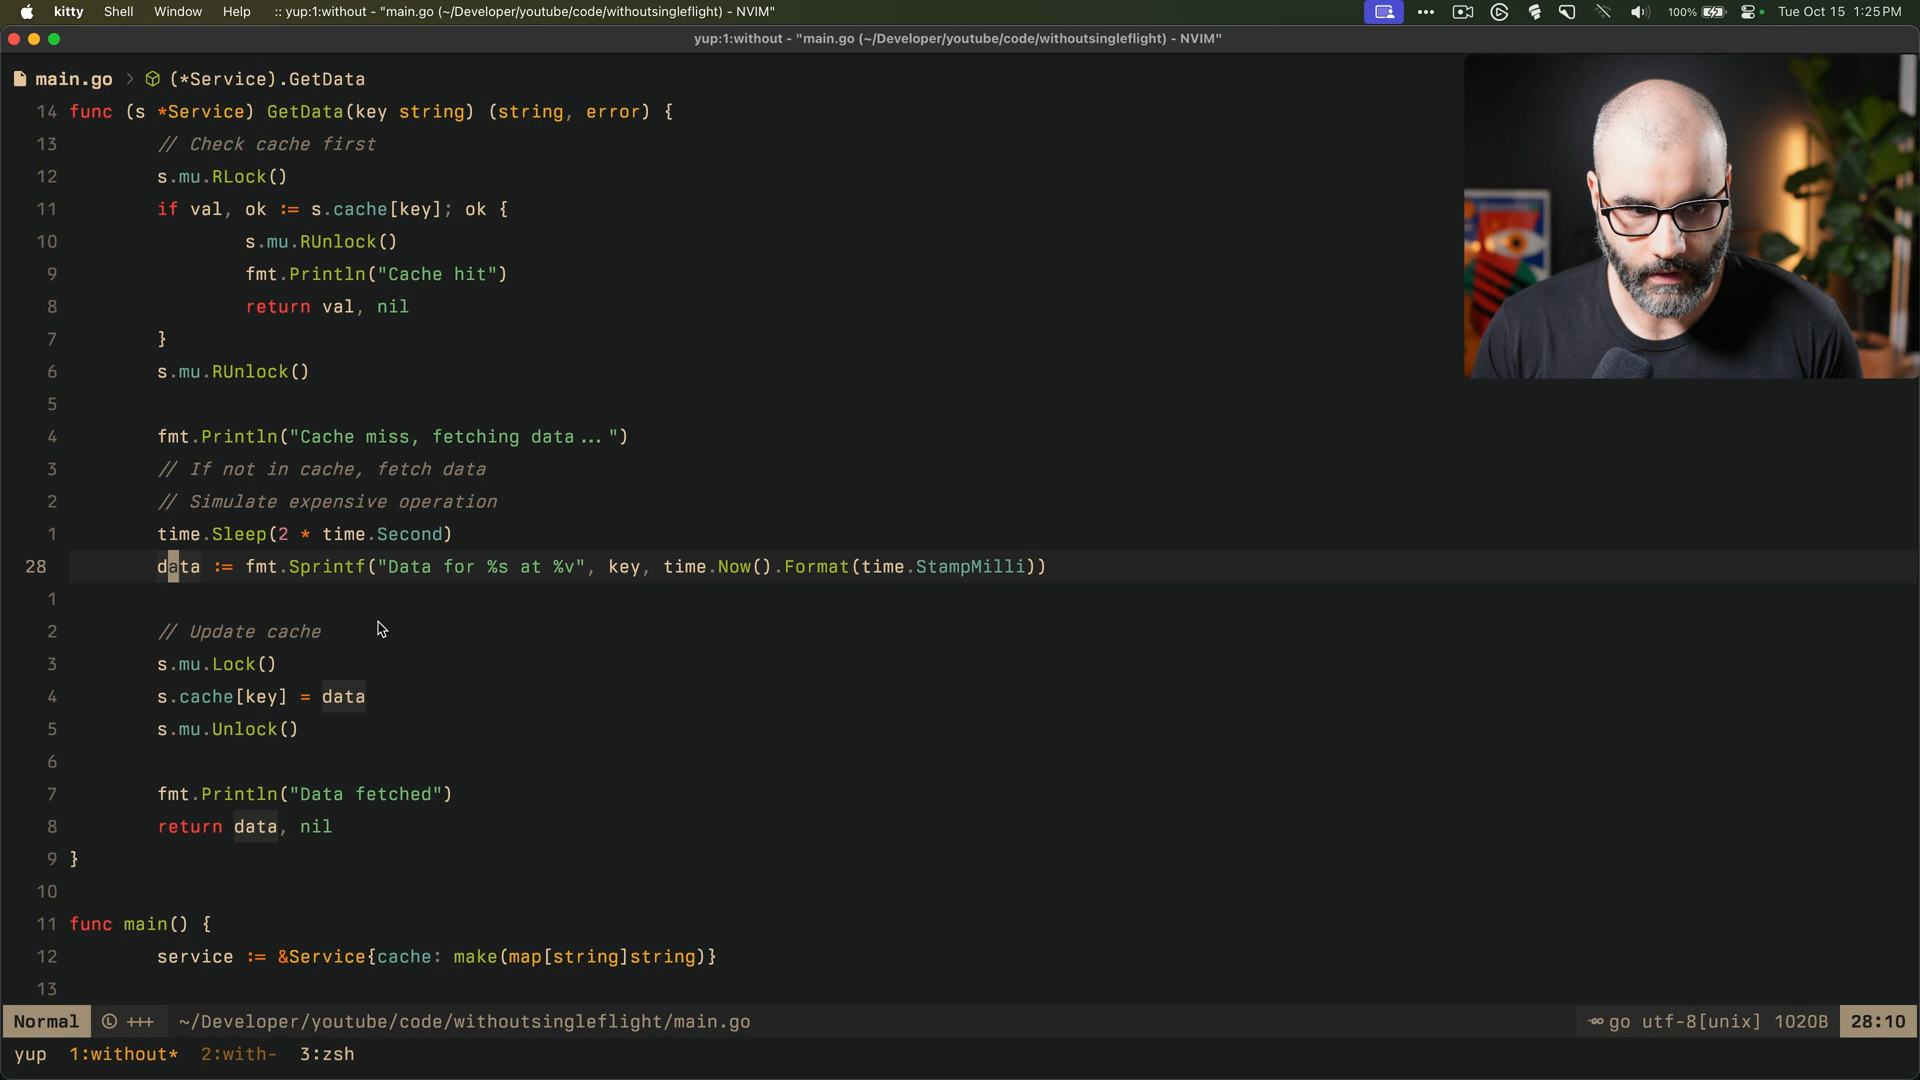 kitty Shell Window Help :: yup:1:without - "main.go (~/Developer/youtube/code/withoutsingleflight) - NVIM" 100% Tue Oct 15 1:25 PM
yup:1:without - "main.go (~/Developer/youtube/code/withoutsingleflight) - NVIM"
main.go > (*Service).GetData
14 func (s *Service) GetData(key string) (string, error) {
13 // Check cache first
12 s.mu.RLock()
11 if val, ok := s.cache[key]; ok {
10 s.mu.RUnlock()
9 fmt.Println("Cache hit")
8 return val, nil
7 }
6 s.mu.RUnlock()
5
4 fmt.Println("Cache miss, fetching data...")
3 // If not in cache, fetch data
2 // Simulate expensive operation
1 time.Sleep(2 * time.Second)
28 data := fmt.Sprintf("Data for %s at %v", key, time.Now().Format(time.StampMilli))
1
2 // Update cache
3 s.mu.Lock()
4 s.cache[key] = data
5 s.mu.Unlock()
6
7 fmt.Println("Data fetched")
8 return data, nil
9 }
10
11 func main() {
12 service := &Service{cache: make(map[string]string)}
13
Normal L +++ ~/Developer/youtube/code/withoutsingleflight/main.go go utf-8[unix] 1020B 28:10
yup 1:without* 2:with- 3:zsh